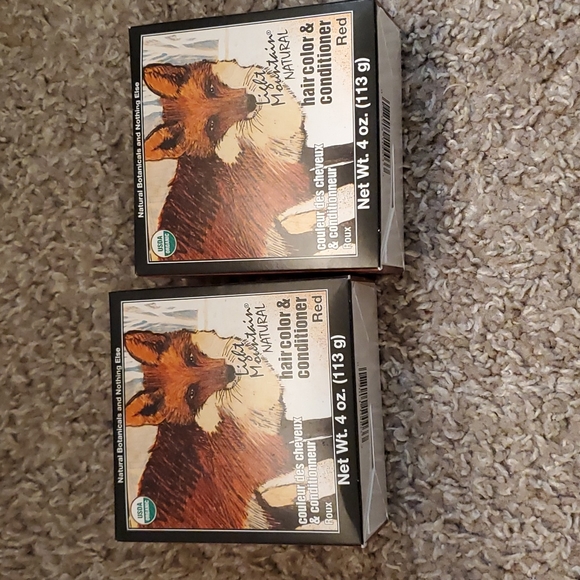 Natural Botanicals and Nothing Else
Light
Mountain®
NATURAL
hair color &
conditioner
Red
couleur des cheveux
& conditionneur
Roux
USDA
ORGANIC
Net Wt. 4 oz. (113 g)
Natural Botanicals and Nothing Else
Light
Mountain®
NATURAL
hair color &
conditioner
Red
couleur des cheveux
& conditionneur
Roux
USDA
ORGANIC
Net Wt. 4 oz. (113 g)